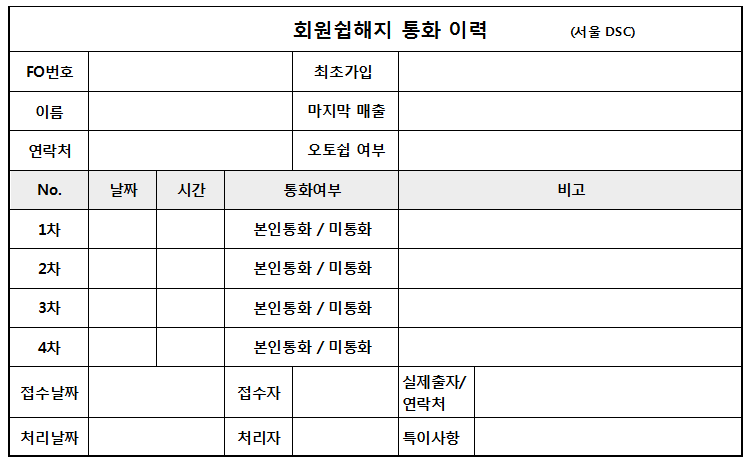 회원쉽해지 통화 이력 (서울 DSC)
FO번호 최초가입
이름 마지막 매출
연락처 오토쉽 여부
No. 날짜 시간 통화여부 비고
1차 본인통화 / 미통화
2차 본인통화 / 미통화
3차 본인통화 / 미통화
4차 본인통화 / 미통화
접수날짜 접수자 실제출자/
연락처
처리날짜 처리자 특이사항